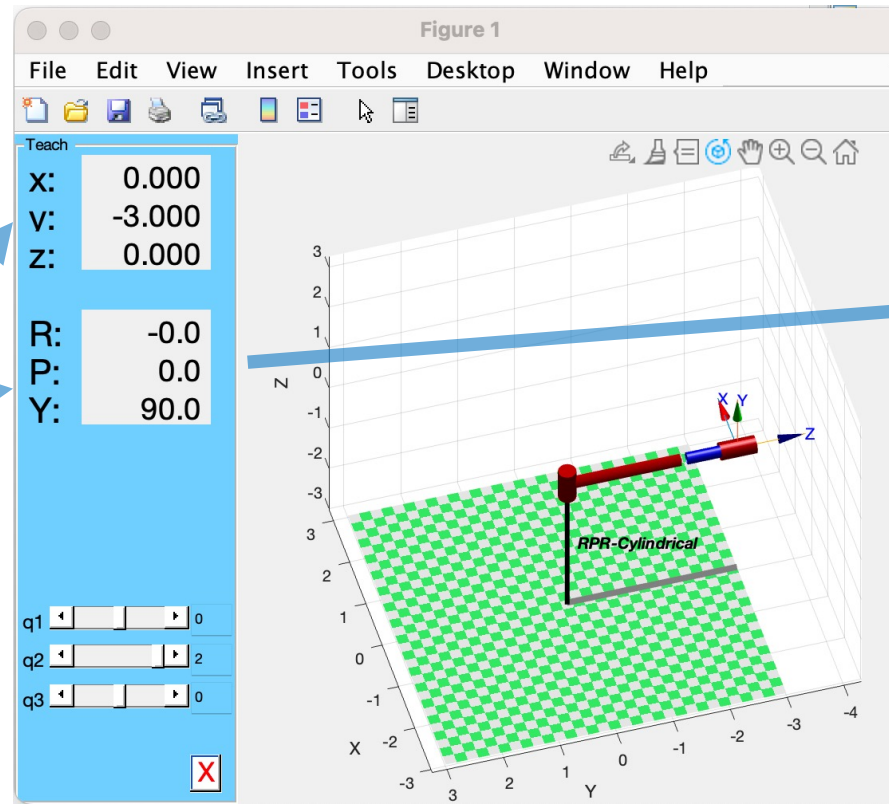 Figure 1
File Edit View Insert Tools Desktop Window Help
Teach
x: 0.000
y: -3.000
z: 0.000
R: -0.0
P: 0.0
Y: 90.0
q1 0
q2 2
q3 0
X
3
2
1
0
-1
-2
-3
Z
X Y
Z
RPR-Cylindrical
3
2
1
0
-1
-2
-3
X
3
2
1
0
-1
-2
-3
-4
Y